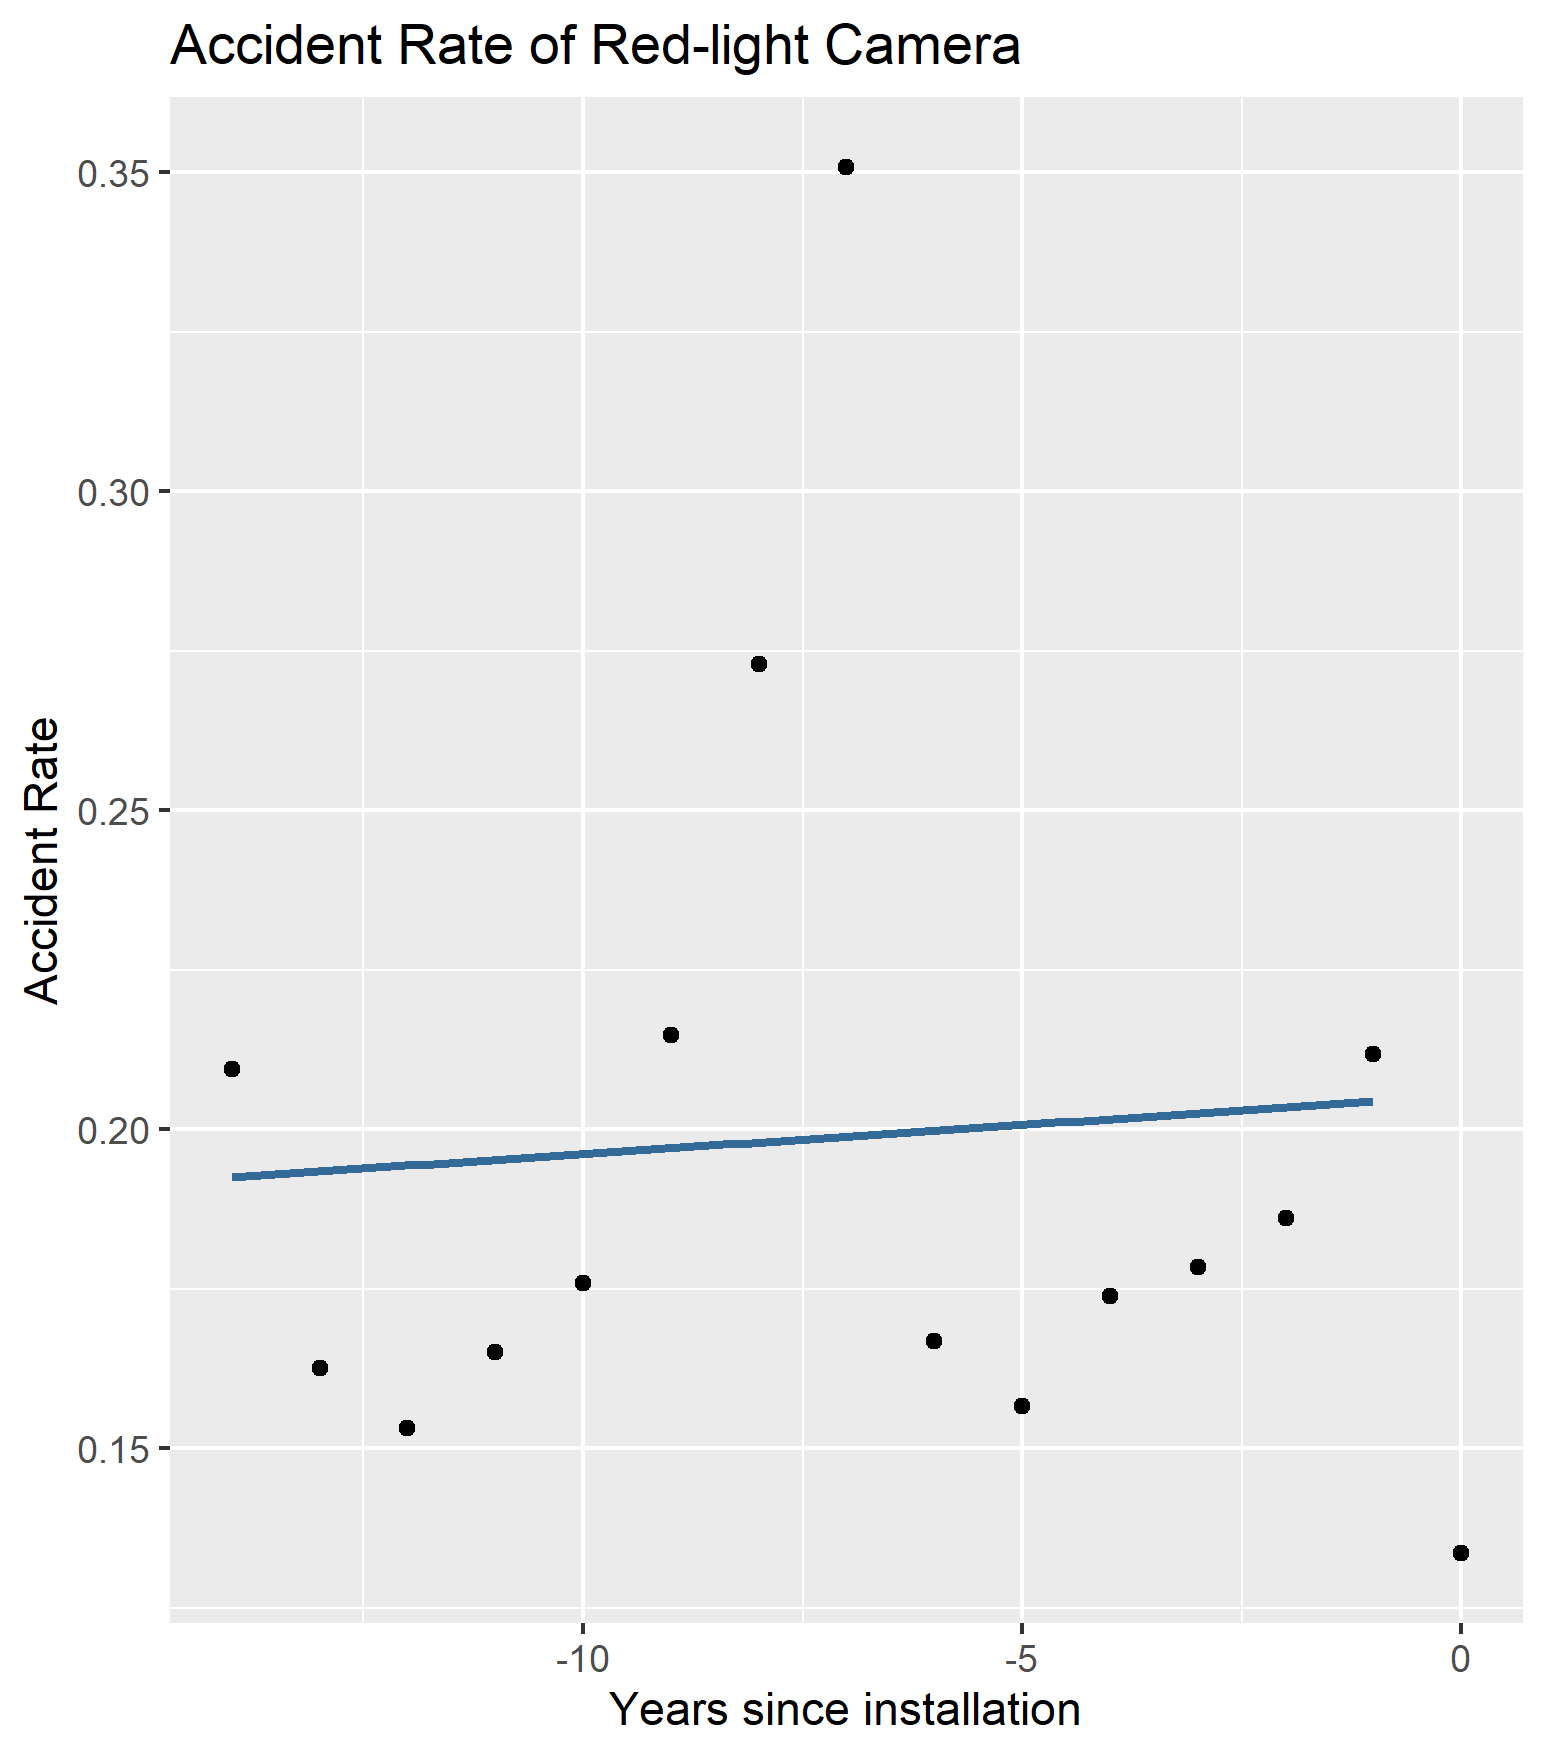 Accident Rate of Red-light Camera
0.35
0.30
0.25
0.20
0.15
Accident Rate
-10
-5
0
Years since installation